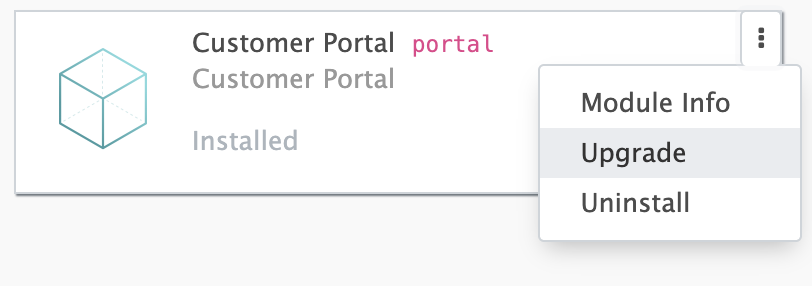 Customer Portal portal
Customer Portal
Installed
Module Info
Upgrade
Uninstall